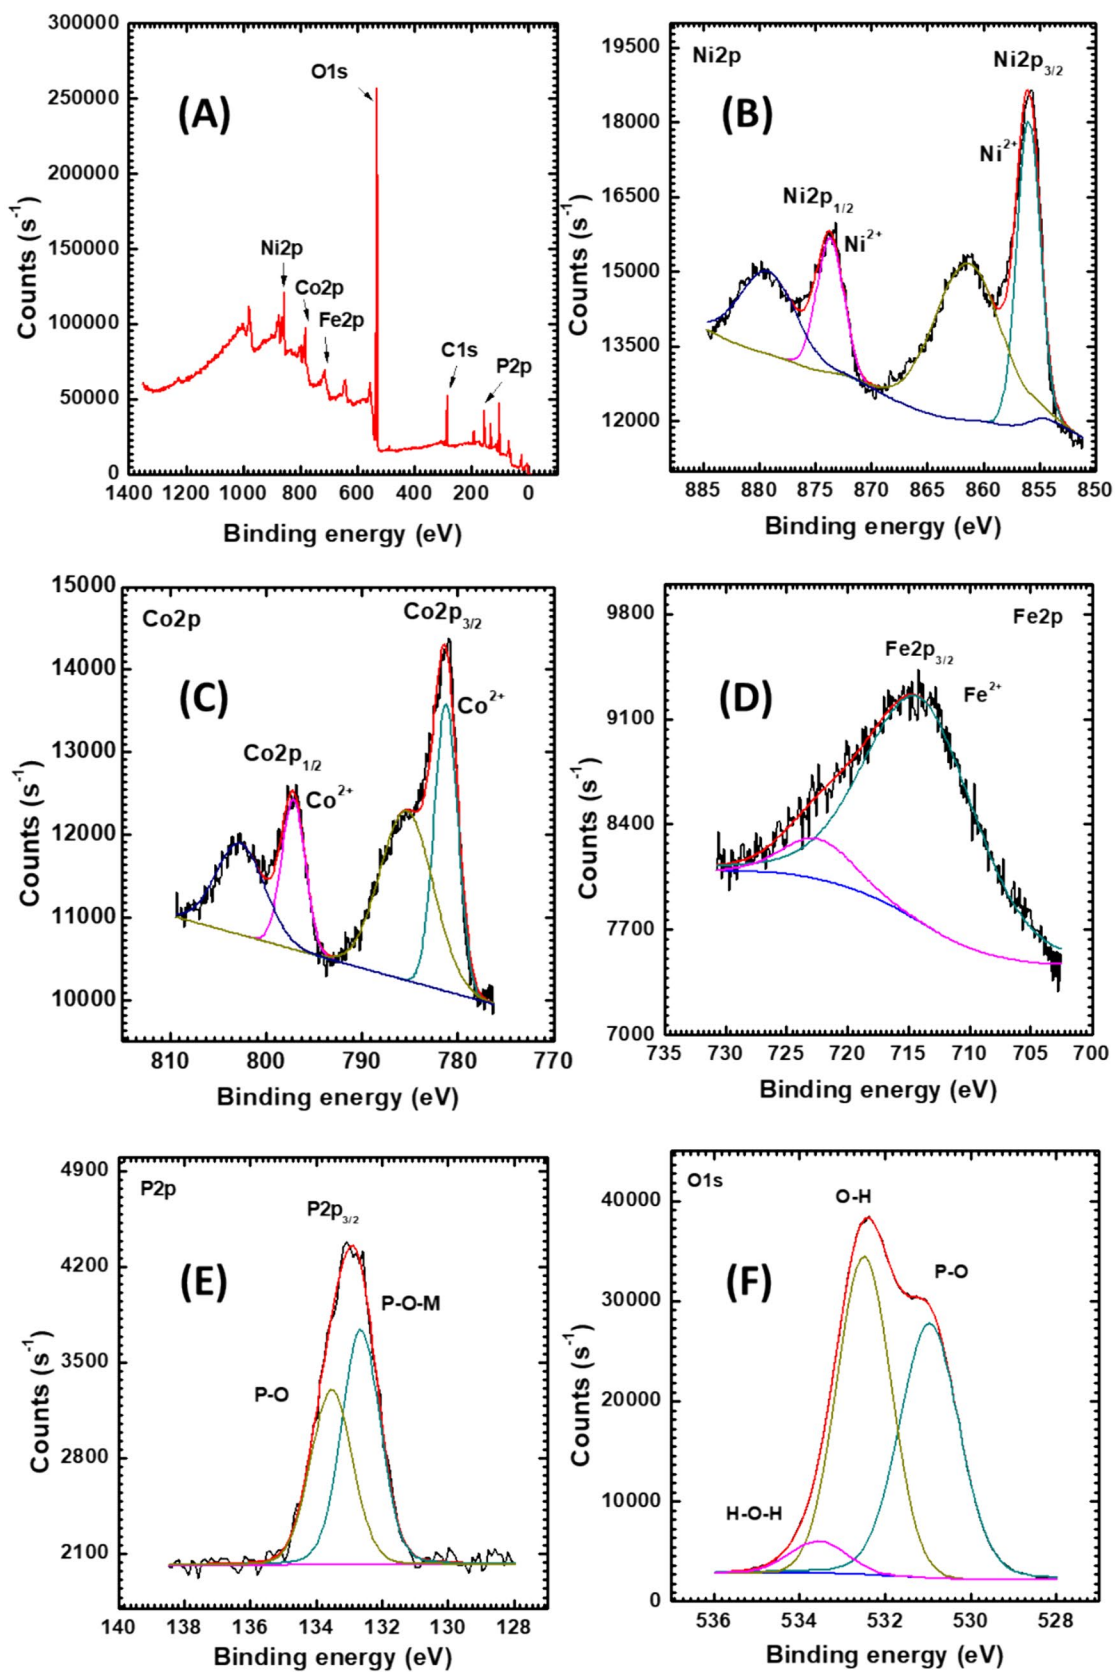 300000
250000
200000
150000
100000
50000
0
1400 1200 1000 800 600 400 200 0
Counts (s⁻¹)
Binding energy (eV)
(A)
O1s
Ni2p
Co2p
Fe2p
C1s
P2p
19500
18000
16500
15000
13500
12000
885 880 875 870 865 860 855 850
Counts (s⁻¹)
Binding energy (eV)
Ni2p
(B)
Ni2p₃/₂
Ni²⁺
Ni2p₁/₂
Ni²⁺
15000
14000
13000
12000
11000
10000
810 800 790 780 770
Counts (s⁻¹)
Binding energy (eV)
Co2p
(C)
Co2p₃/₂
Co²⁺
Co2p₁/₂
Co²⁺
9800
9100
8400
7700
7000
735 730 725 720 715 710 705 700
Counts (s⁻¹)
Binding energy (eV)
Fe2p
(D)
Fe2p₃/₂
Fe²⁺
4900
4200
3500
2800
2100
140 138 136 134 132 130 128
Counts (s⁻¹)
Binding energy (eV)
P2p
(E)
P2p₃/₂
P-O-M
P-O
40000
30000
20000
10000
0
536 534 532 530 528
Counts (s⁻¹)
Binding energy (eV)
O1s
(F)
O-H
P-O
H-O-H